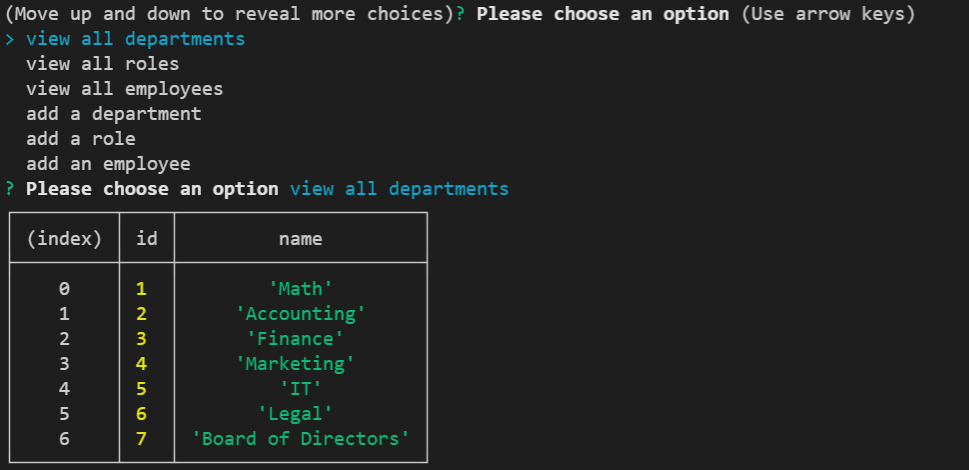 (Move up and down to reveal more choices)? Please choose an option (Use arrow keys)
> view all departments
view all roles
view all employees
add a department
add a role
add an employee
? Please choose an option view all departments
(index) id name
0 1 'Math'
1 2 'Accounting'
2 3 'Finance'
3 4 'Marketing'
4 5 'IT'
5 6 'Legal'
6 7 'Board of Directors'